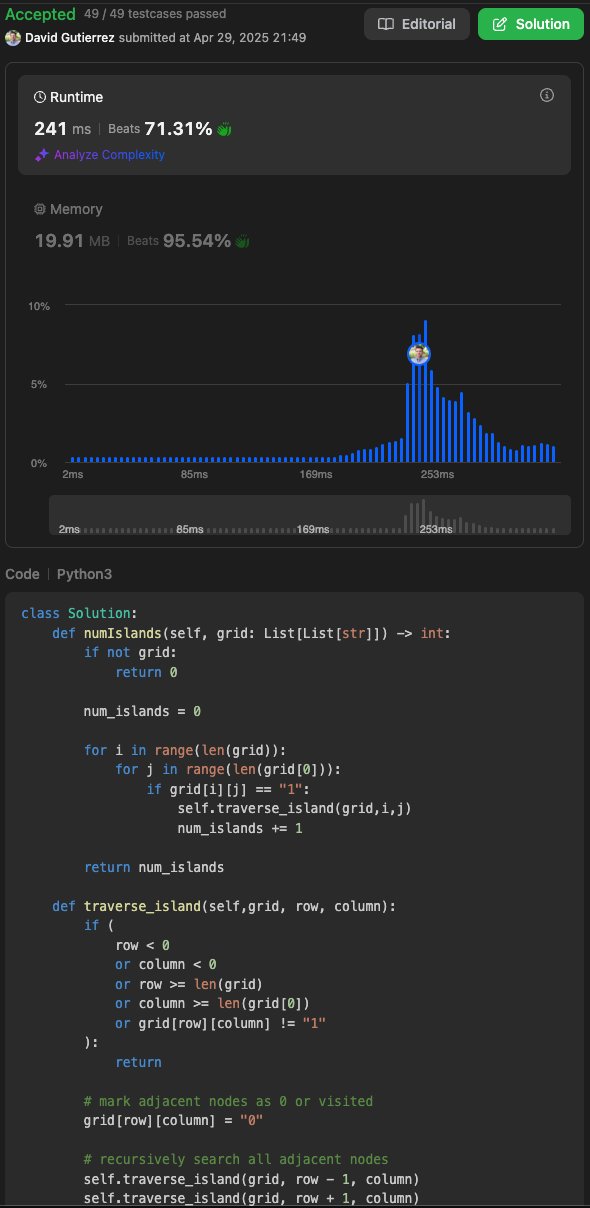 Accepted 49 / 49 testcases passed
David Gutierrez submitted at Apr 29, 2025 21:49
Editorial
Solution
Runtime
241 ms | Beats 71.31%
Analyze Complexity
Memory
19.91 MB | Beats 95.54%
10%
5%
0%
2ms 85ms 169ms 253ms
2ms 85ms 169ms 253ms
Code | Python3
class Solution:
    def numIslands(self, grid: List[List[str]]) -> int:
        if not grid:
            return 0

        num_islands = 0

        for i in range(len(grid)):
            for j in range(len(grid[0])):
                if grid[i][j] == "1":
                    self.traverse_island(grid,i,j)
                    num_islands += 1

        return num_islands

    def traverse_island(self,grid, row, column):
        if (
            row < 0
            or column < 0
            or row >= len(grid)
            or column >= len(grid[0])
            or grid[row][column] != "1"
        ):
            return

        # mark adjacent nodes as 0 or visited
        grid[row][column] = "0"

        # recursively search all adjacent nodes
        self.traverse_island(grid, row - 1, column)
        self.traverse_island(grid, row + 1, column)